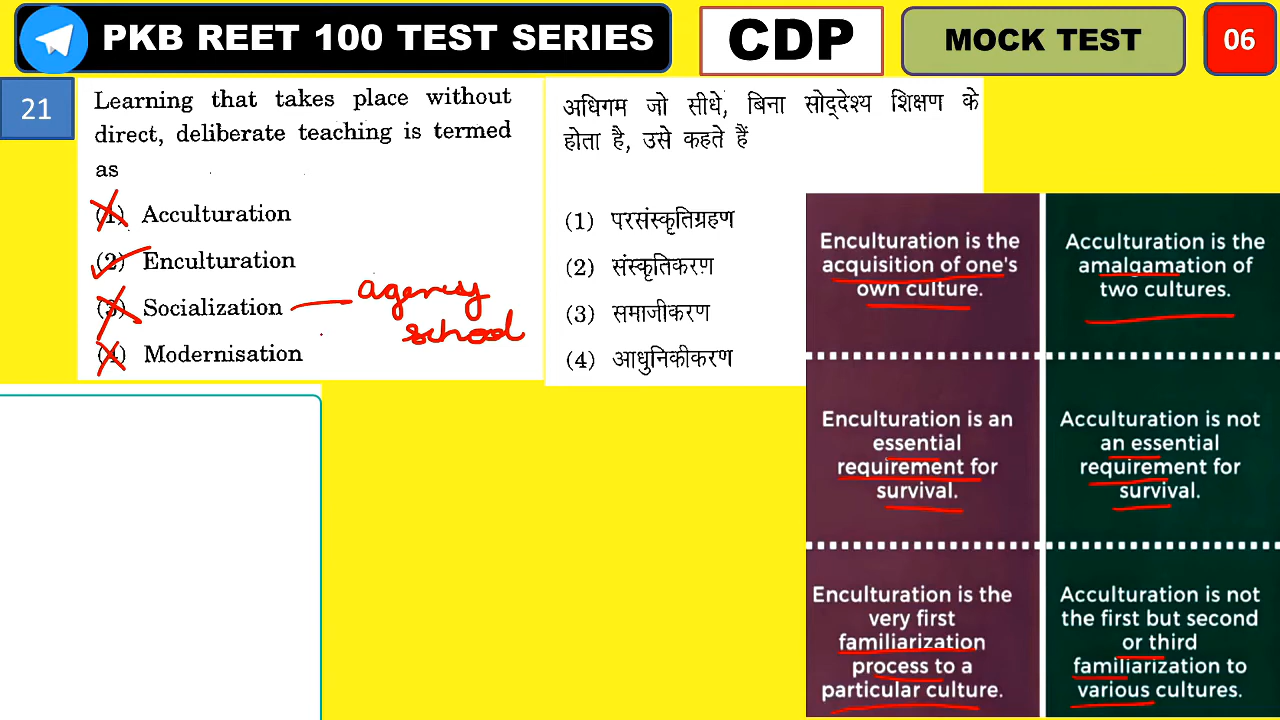 PKB REET 100 TEST SERIES
CDP
MOCK TEST
06
21
Learning that takes place without
direct, deliberate teaching is termed
as
(1) Acculturation
(2) Enculturation
(3) Socialization
agency
school
(4) Modernisation
अधिगम जो सीधे, बिना सोद्देश्य शिक्षण के
होता है, उसे कहते हैं
(1) परसंस्कृतिग्रहण
(2) संस्कृतिकरण
(3) समाजीकरण
(4) आधुनिकीकरण
Enculturation is the
acquisition of one's
own culture.
Acculturation is the
amalgamation of
two cultures.
Enculturation is an
essential
requirement for
survival.
Acculturation is not
an essential
requirement for
survival.
Enculturation is the
very first
familiarization
process to a
particular culture.
Acculturation is not
the first but second
or third
familiarization to
various cultures.